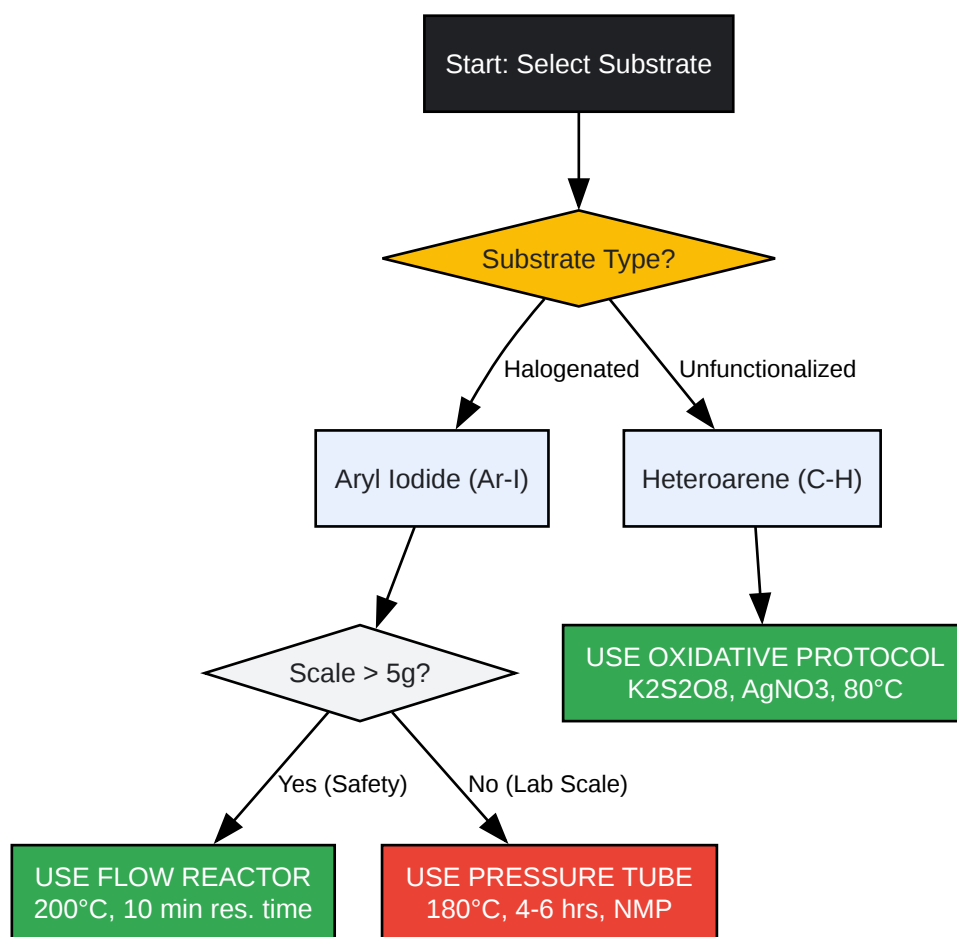 Start: Select Substrate
Substrate Type?
Halogenated
Unfunctionalized
Aryl Iodide (Ar-I)
Heteroarene (C-H)
Scale > 5g?
USE OXIDATIVE PROTOCOL
K2S2O8, AgNO3, 80°C
Yes (Safety)
No (Lab Scale)
USE FLOW REACTOR
200°C, 10 min res. time
USE PRESSURE TUBE
180°C, 4-6 hrs, NMP